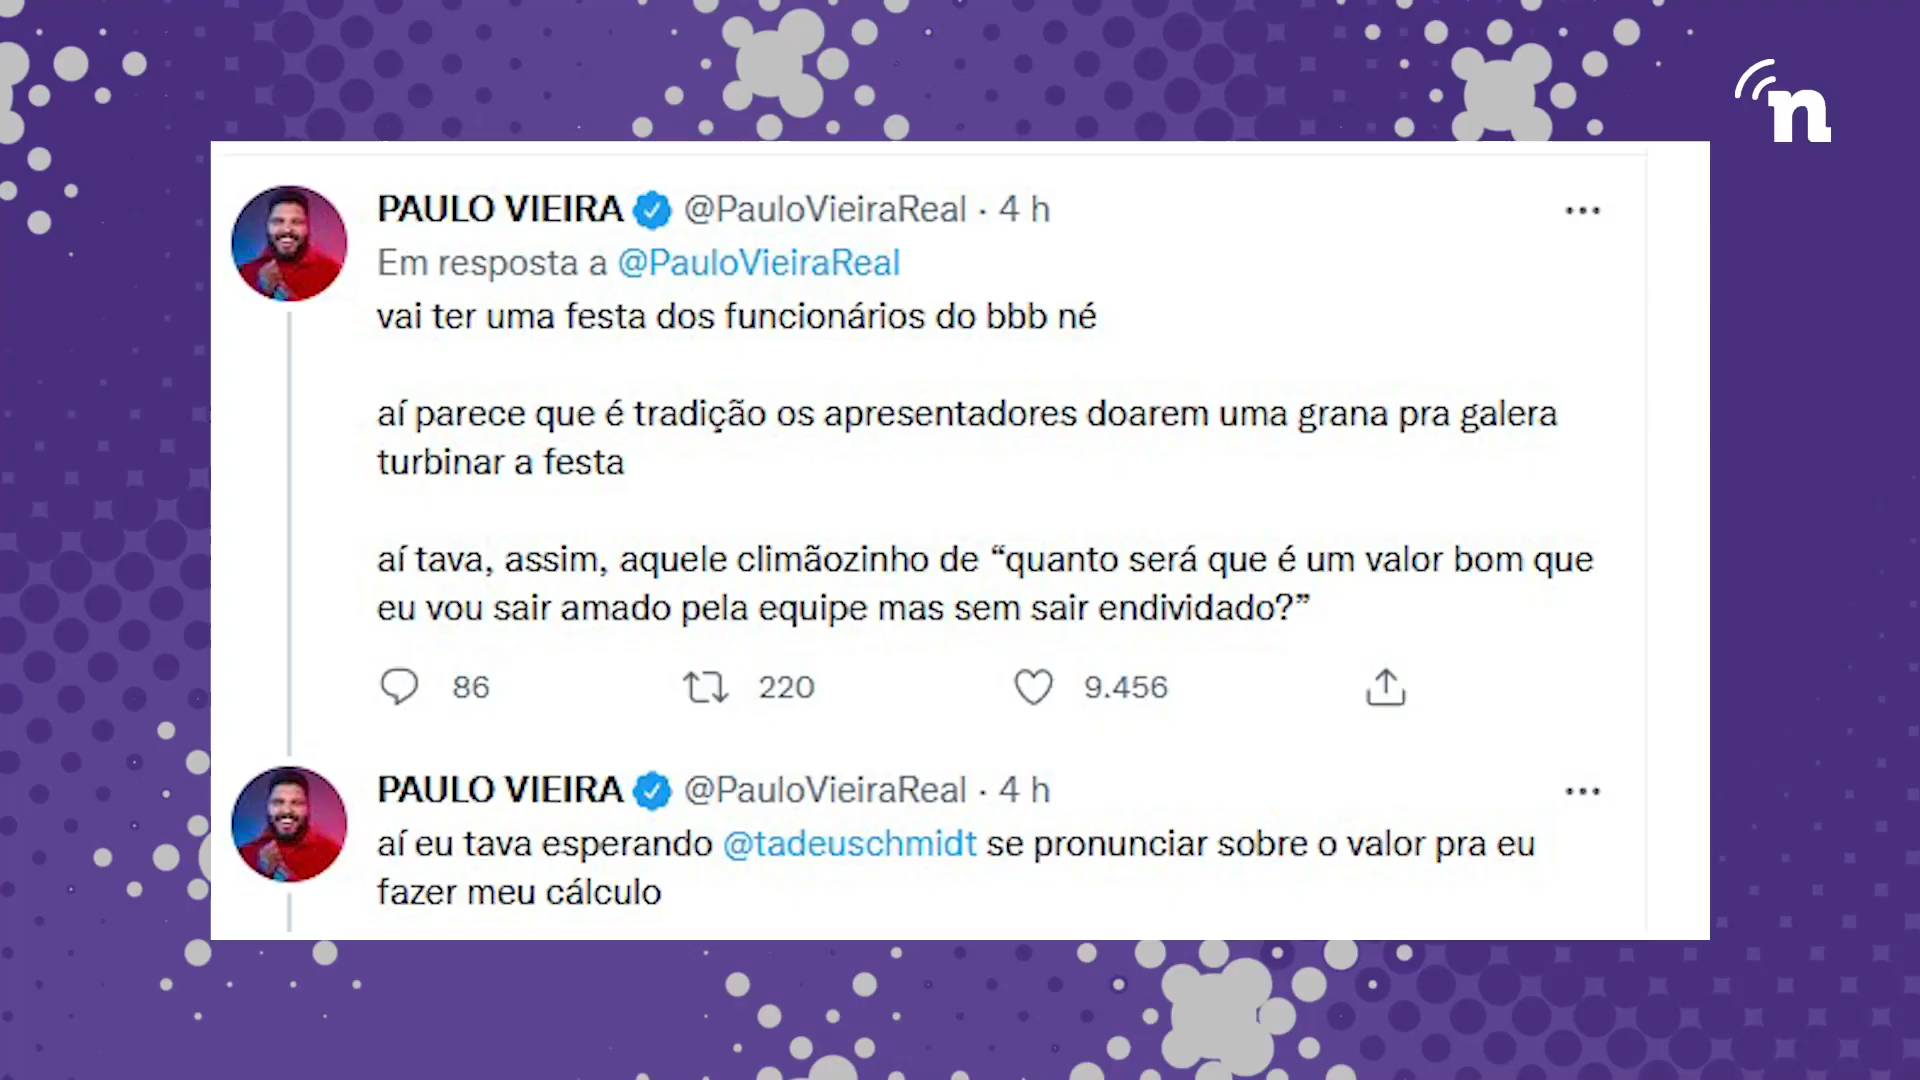 n
PAULO VIEIRA @PauloVieiraReal · 4 h
Em resposta a @PauloVieiraReal
vai ter uma festa dos funcionários do bbb né
aí parece que é tradição os apresentadores doarem uma grana pra galera
turbinar a festa
aí tava, assim, aquele climãozinho de “quanto será que é um valor bom que
eu vou sair amado pela equipe mas sem sair endividado?”
86 220 9.456
PAULO VIEIRA @PauloVieiraReal · 4 h
aí eu tava esperando @tadeuschmidt se pronunciar sobre o valor pra eu
fazer meu cálculo